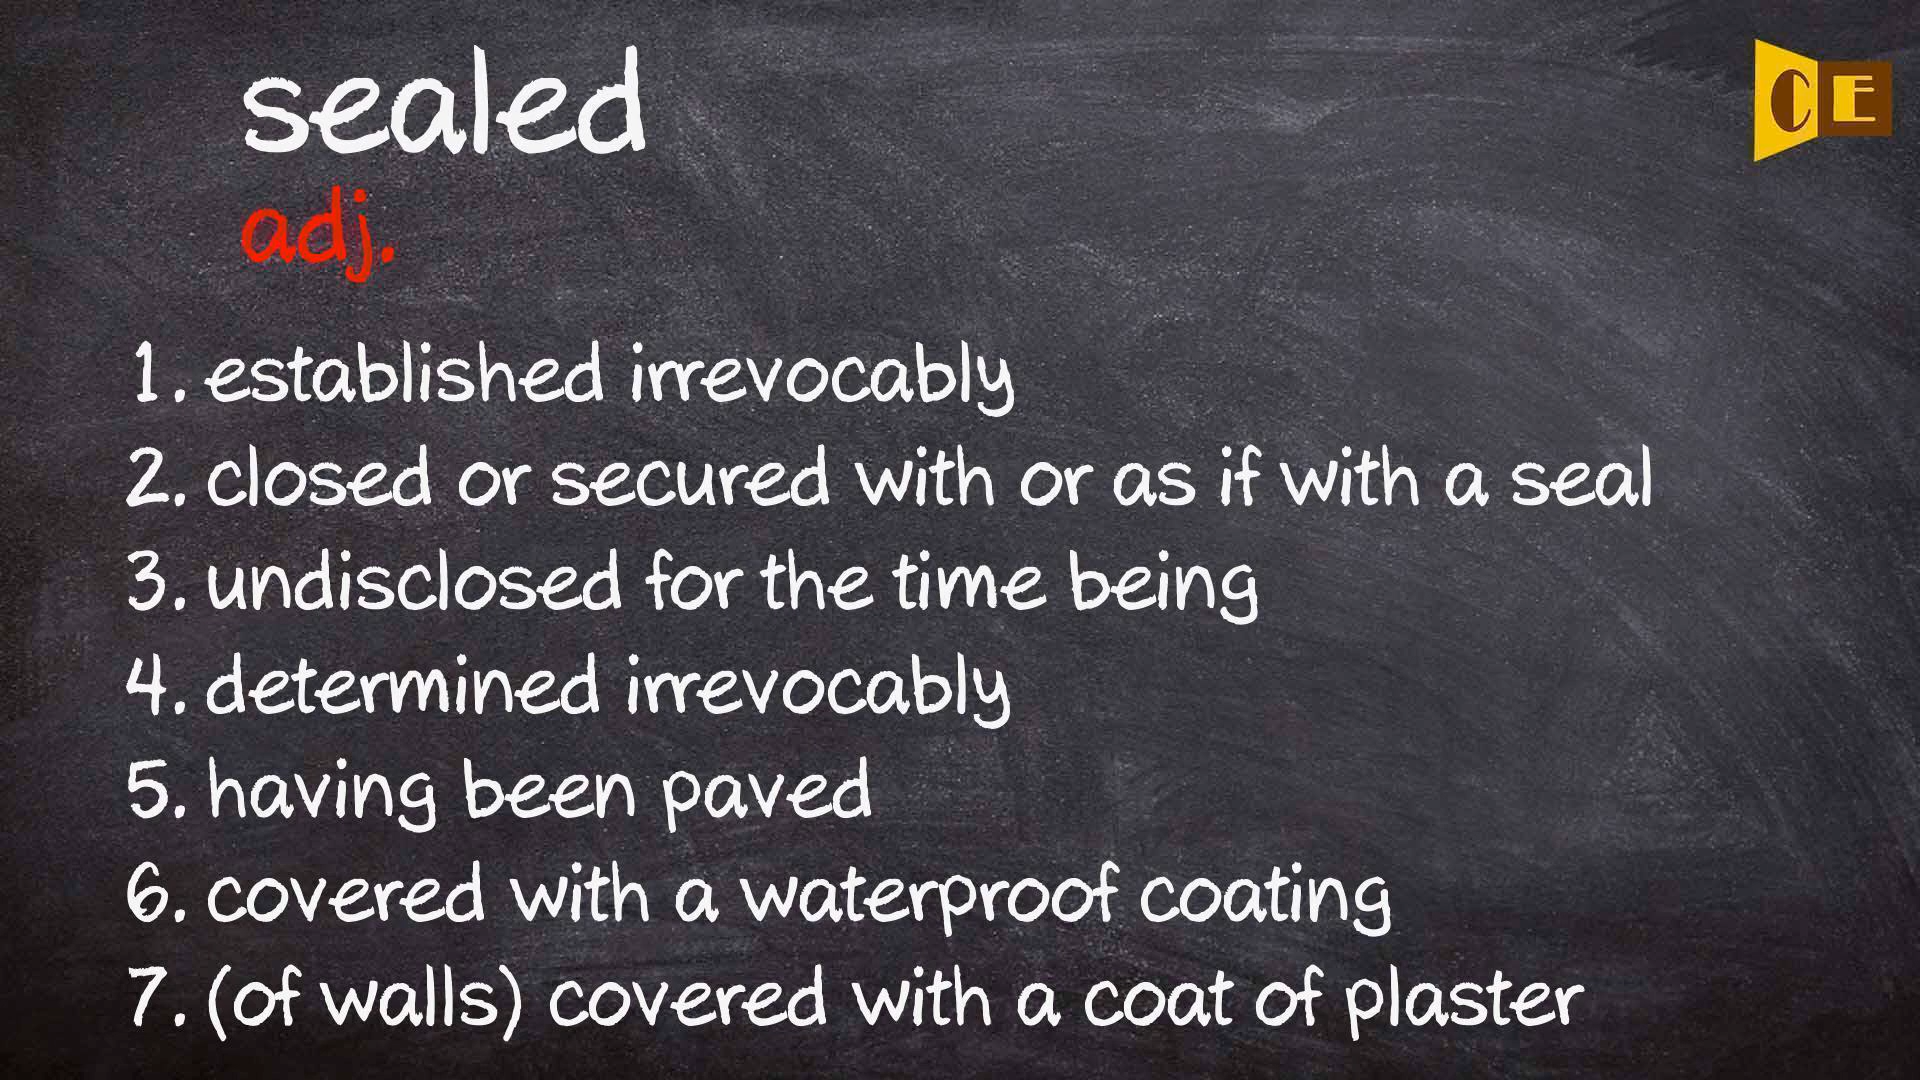 sealed
CE
adj.
1. established irrevocably
2. closed or secured with or as if with a seal
3. undisclosed for the time being
4. determined irrevocably
5. having been paved
6. covered with a waterproof coating
7. (of walls) covered with a coat of plaster